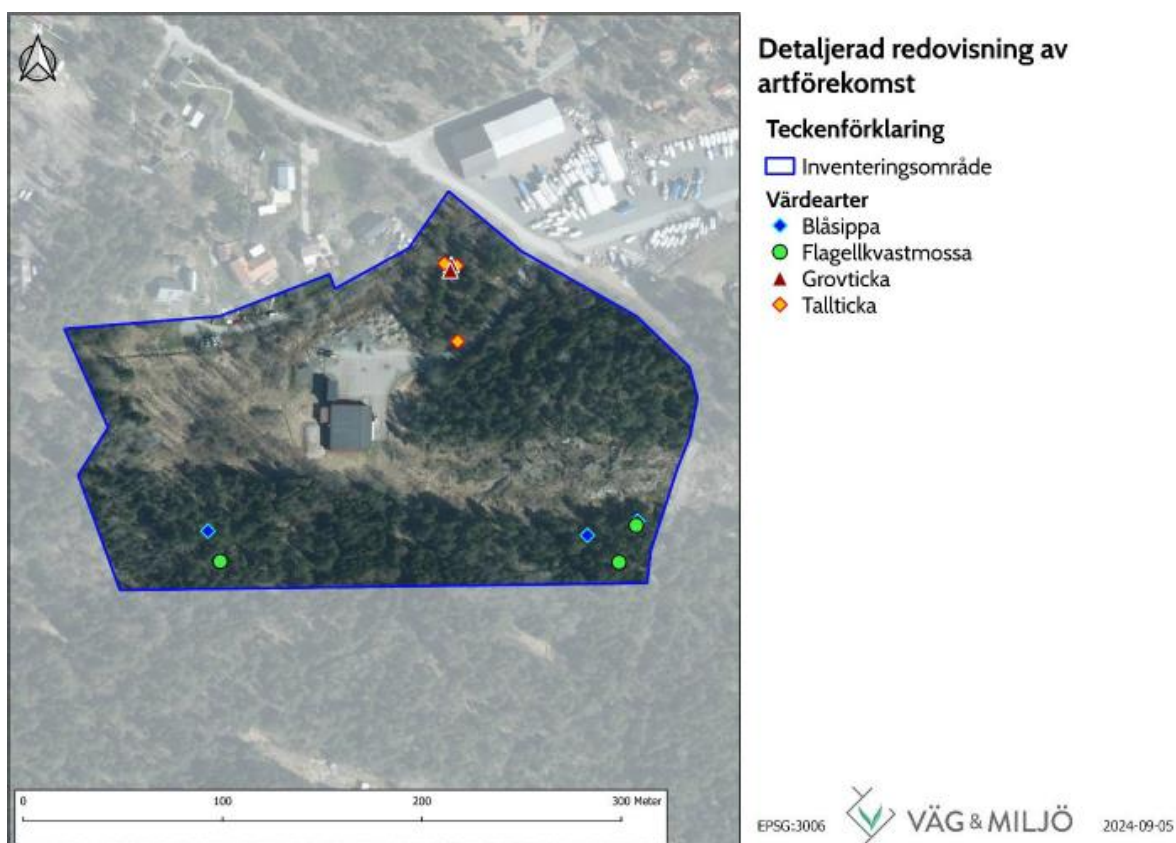 N
Detaljerad redovisning av
artförekomst
Teckenförklaring
Inventeringsområde
Värdearter
Blåsippa
Flagellkvastmossa
Grovticka
Tallticka
0 100 200 300 Meter
EPSG:3006 VÄG & MILJÖ 2024-09-05